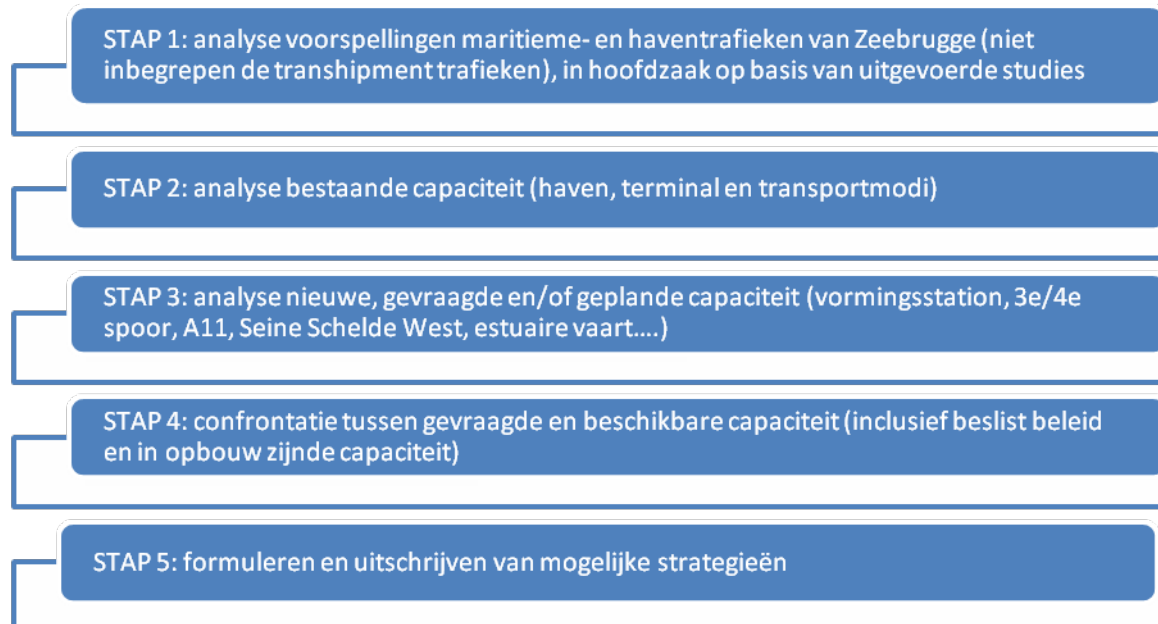 STAP 1: analyse voorspellingen maritieme- en haventrafieken van Zeebrugge (niet
inbegrepen de transhipment trafieken), in hoofdzaak op basis van uitgevoerde studies
STAP 2: analyse bestaande capaciteit (haven, terminal en transportmodi)
STAP 3: analyse nieuwe, gevraagde en/of geplande capaciteit (vormingsstation, 3e/4e
spoor, A11, Seine Schelde West, estuaire vaart....)
STAP 4: confrontatie tussen gevraagde en beschikbare capaciteit (inclusief beslist beleid
en in opbouw zijnde capaciteit)
STAP 5: formuleren en uitschrijven van mogelijke strategieën